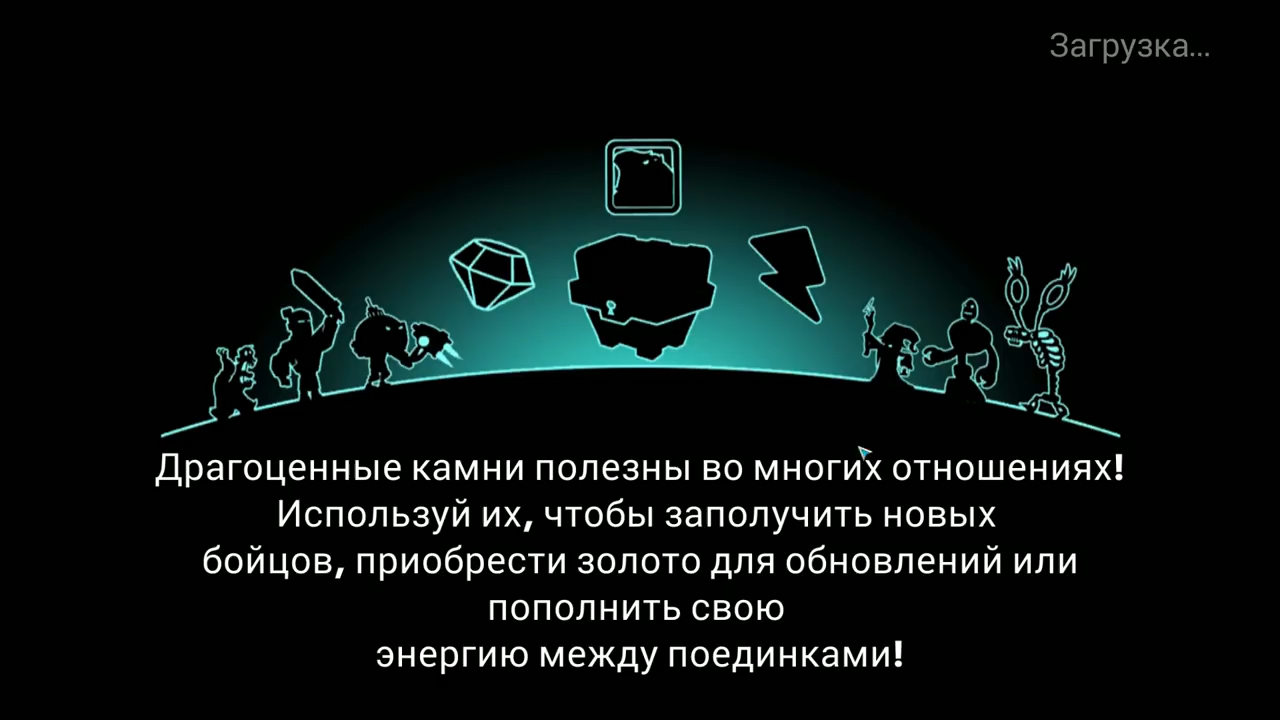 Загрузка...
Драгоценные камни полезны во многих отношениях!
Используй их, чтобы заполучить новых
бойцов, приобрести золото для обновлений или
пополнить свою
энергию между поединками!